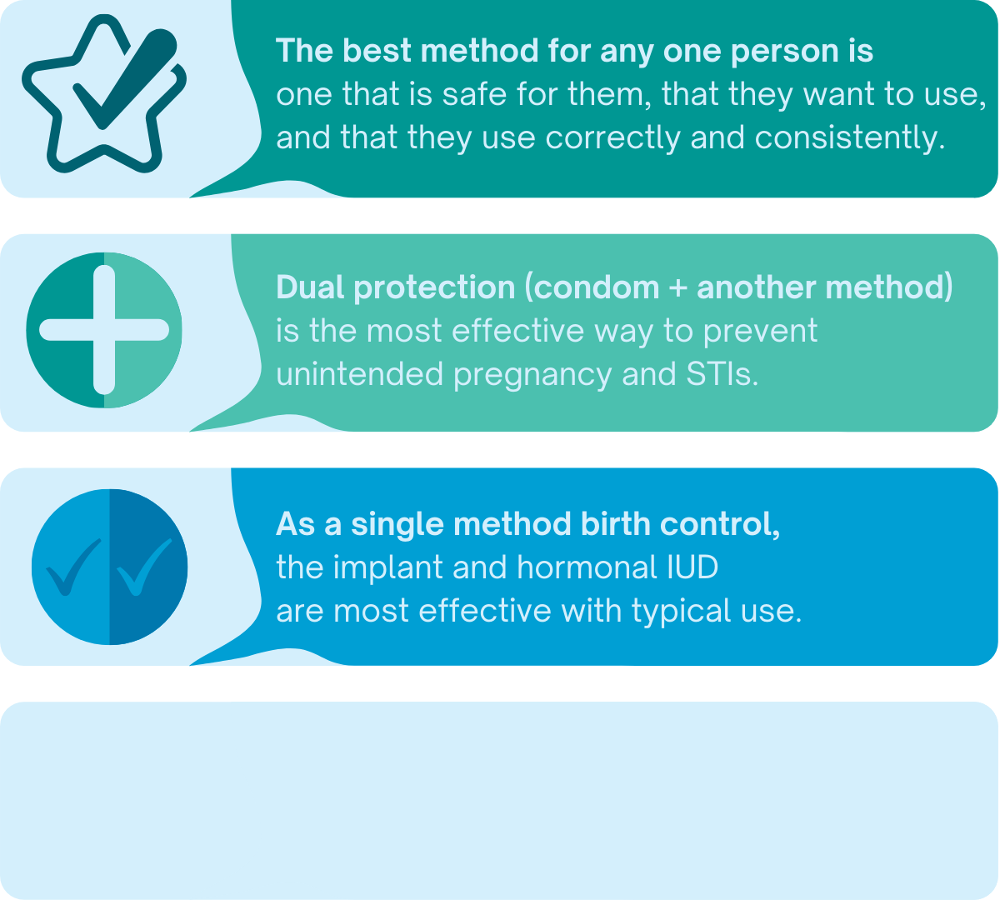 The best method for any one person is
one that is safe for them, that they want to use,
and that they use correctly and consistently.
Dual protection (condom + another method)
is the most effective way to prevent
unintended pregnancy and STIs.
As a single method birth control,
the implant and hormonal IUD
are most effective with typical use.